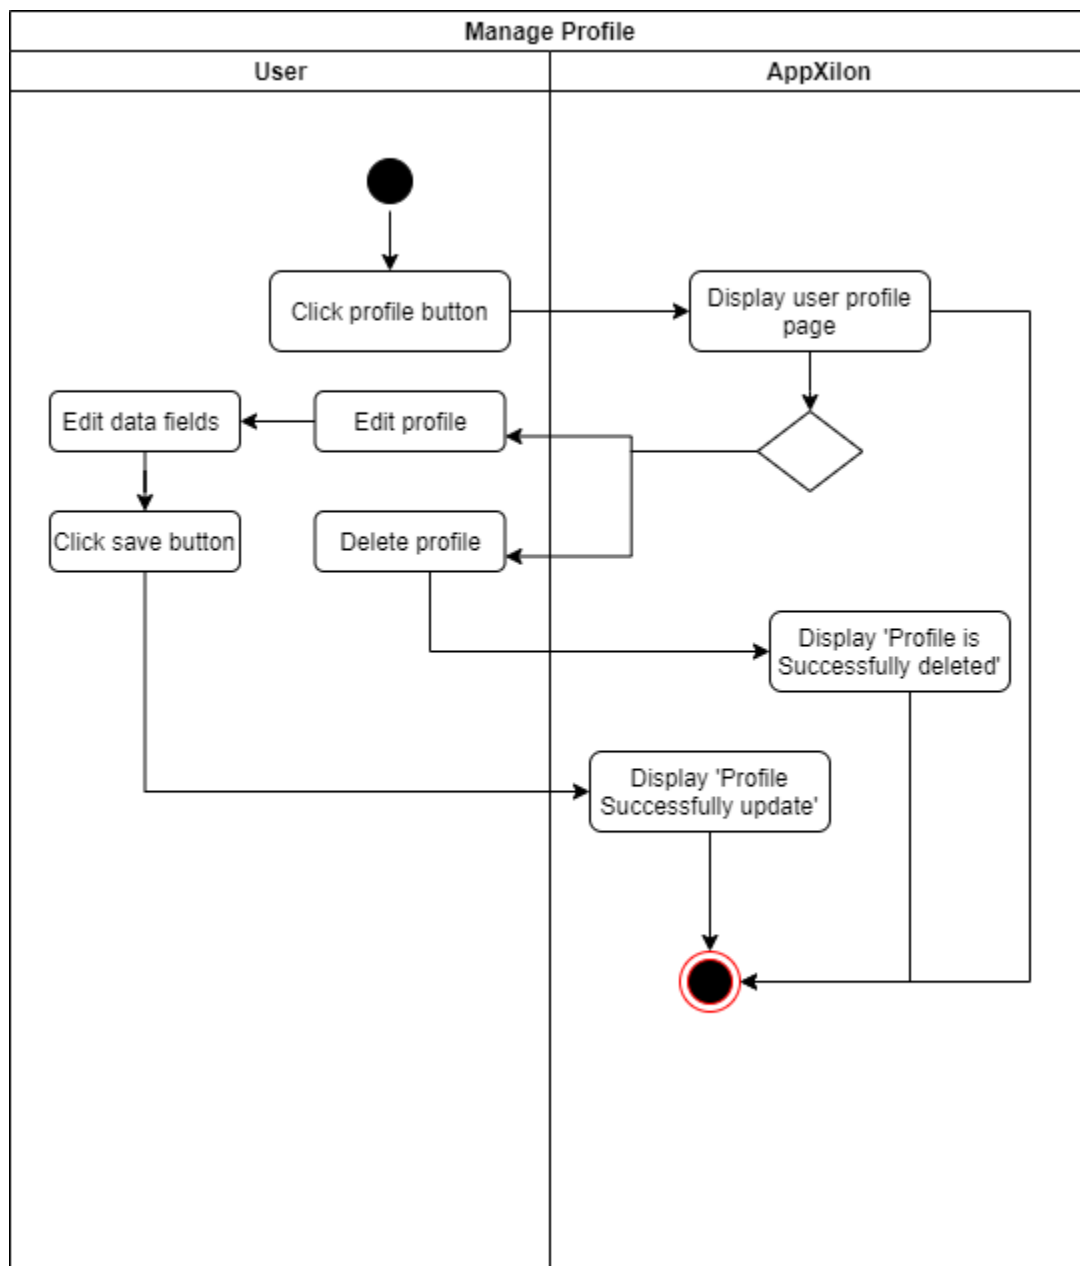 Manage Profile
User
AppXilon
Click profile button
Display user profile
page
Edit data fields
Edit profile
Click save button
Delete profile
Display 'Profile is
Successfully deleted'
Display 'Profile
Successfully update'